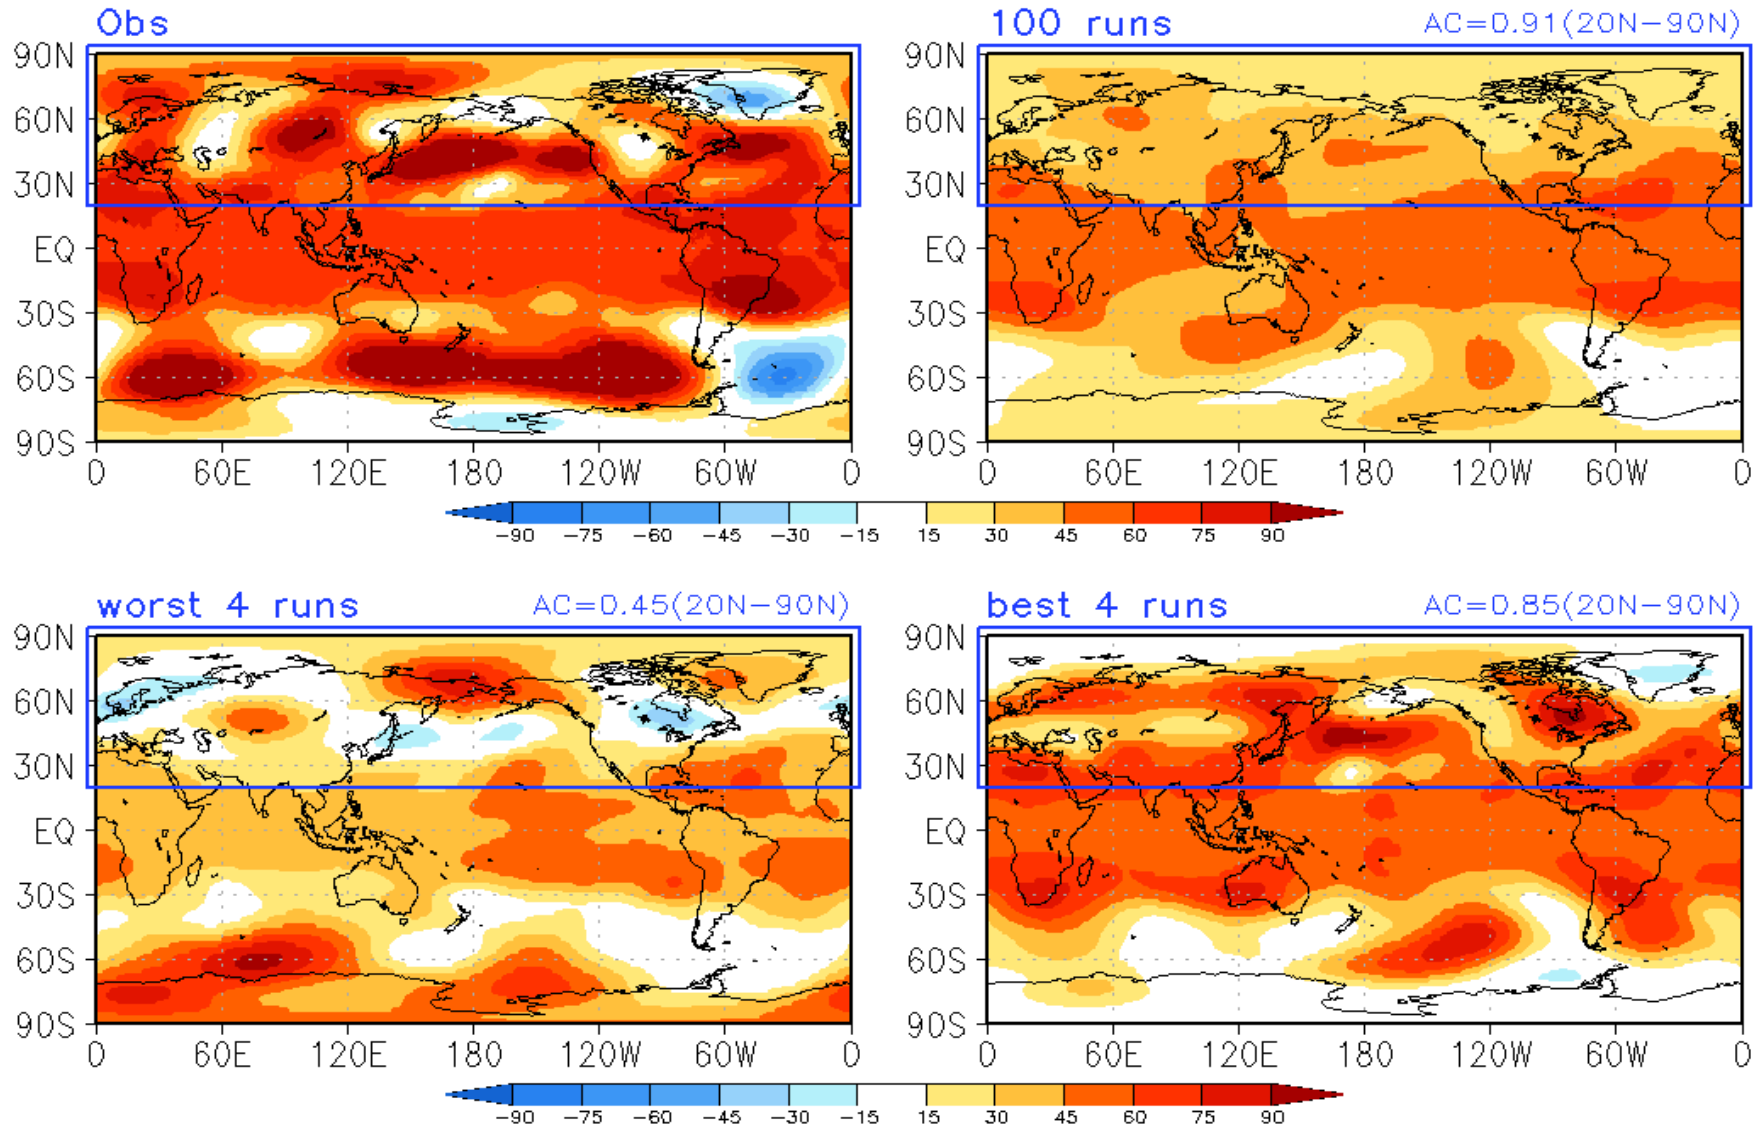 Obs
100 runs AC=0.91(20N−90N)
90N 90N
60N 60N
30N 30N
EQ EQ
30S 30S
60S 60S
90S 90S
0 60E 120E 180 120W 60W 0 0 60E 120E 180 120W 60W 0
−90 −75 −60 −45 −30 −15 15 30 45 60 75 90
worst 4 runs AC=0.45(20N−90N)
best 4 runs AC=0.85(20N−90N)
90N 90N
60N 60N
30N 30N
EQ EQ
30S 30S
60S 60S
90S 90S
0 60E 120E 180 120W 60W 0 0 60E 120E 180 120W 60W 0
−90 −75 −60 −45 −30 −15 15 30 45 60 75 90